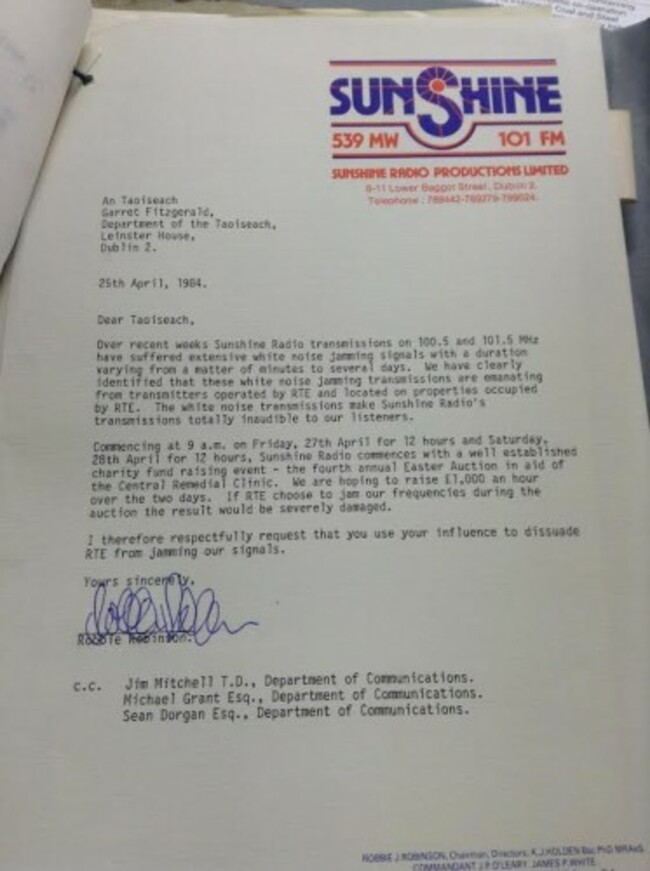 Coal and Steel
SUNSHINE
539 MW 101 FM
SUNSHINE RADIO PRODUCTIONS LIMITED
8-11 Lower Baggot Street, Dublin 2.
Telephone:
An Taoiseach
Garret Fitzgerald,
Department of the Taoiseach,
Leinster House,
Dublin 2.
25th April, 1984.
Dear Taoiseach,
Over recent weeks Sunshine Radio transmissions on 100.5 and 101.5 MHz
have suffered extensive white noise jamming signals with a duration
varying from a matter of minutes to several days. We have clearly
identified that these white noise jamming transmissions are emanating
from transmitters operated by RTE and located on properties occupied
by RTE. The white noise transmissions make Sunshine Radio's
transmissions totally inaudible to our listeners.
Commencing at 9 a.m. on Friday, 27th April for 12 hours and Saturday,
28th April for 12 hours, Sunshine Radio commences with a well established
charity fund raising event - the fourth annual Easter Auction in aid of
the Central Remedial Clinic. We are hoping to raise £1,000 an hour
over the two days. If RTE choose to jam our frequencies during the
auction the result would be severely damaged.
I therefore respectfully request that you use your influence to dissuade
RTE from jamming our signals.
Yours sincerely,
Robbie Robinson.
c.c. Jim Mitchell T.D., Department of Communications.
Michael Grant Esq., Department of Communications.
Sean Dorgan Esq., Department of Communications.
ROBBIE J.ROBINSON, Chairman, Directors, K.J.HOLDEN BSc PhD MRAeS
COMMANDANT J.P.O'LEARY. JAMES P.WHITE